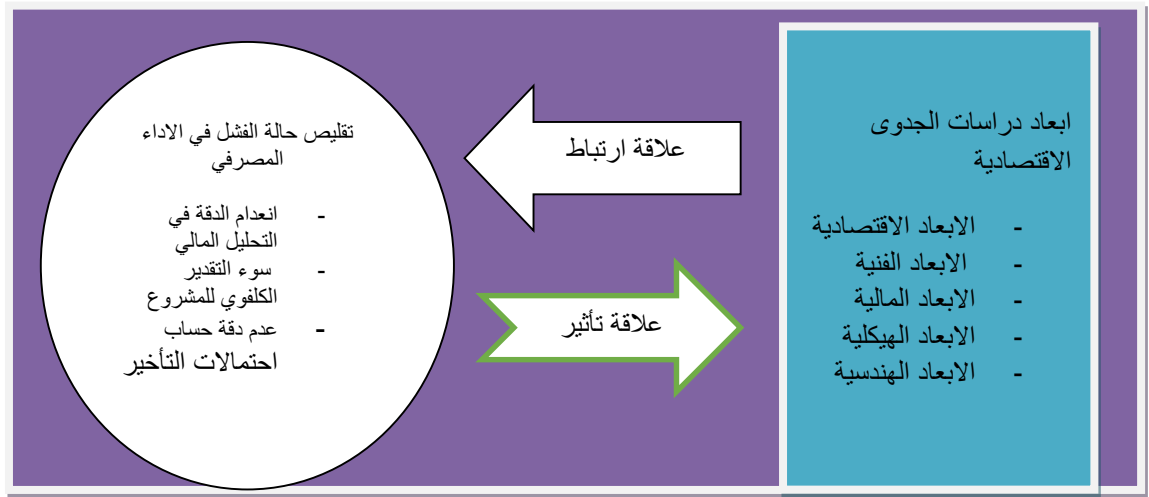 ابعاد دراسات الجدوى
الاقتصادية
- الابعاد الاقتصادية
- الابعاد الفنية
- الابعاد المالية
- الابعاد الهيكلية
- الابعاد الهندسية
علاقة ارتباط
علاقة تأثير
تقليص حالة الفشل في الاداء
المصرفي
- انعدام الدقة في
التحليل المالي
- سوء التقدير
الكلفوي للمشروع
- عدم دقة حساب
احتمالات التأخير